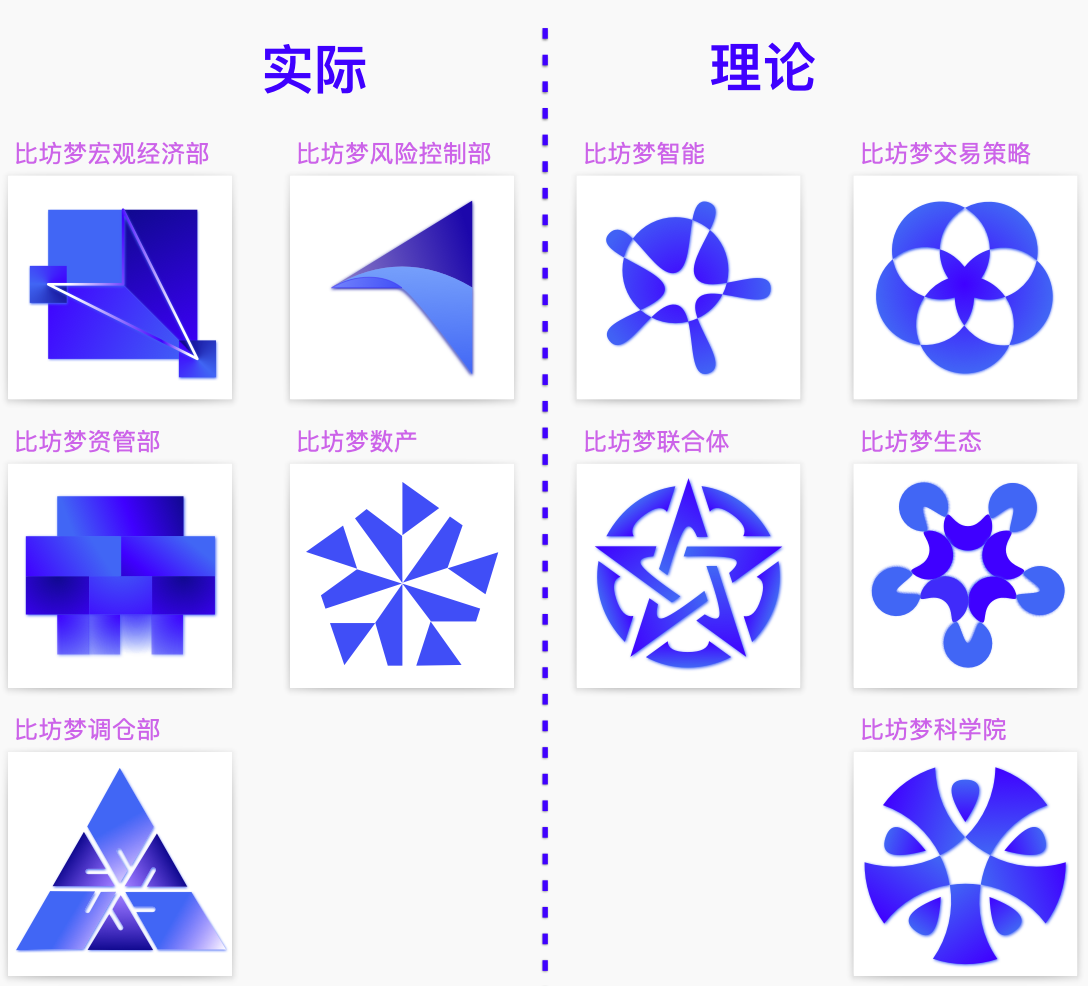 实际
理论
比坊梦宏观经济部
比坊梦风险控制部
比坊梦智能
比坊梦交易策略
比坊梦资管部
比坊梦数产
比坊梦联合体
比坊梦生态
比坊梦调仓部
比坊梦科学院